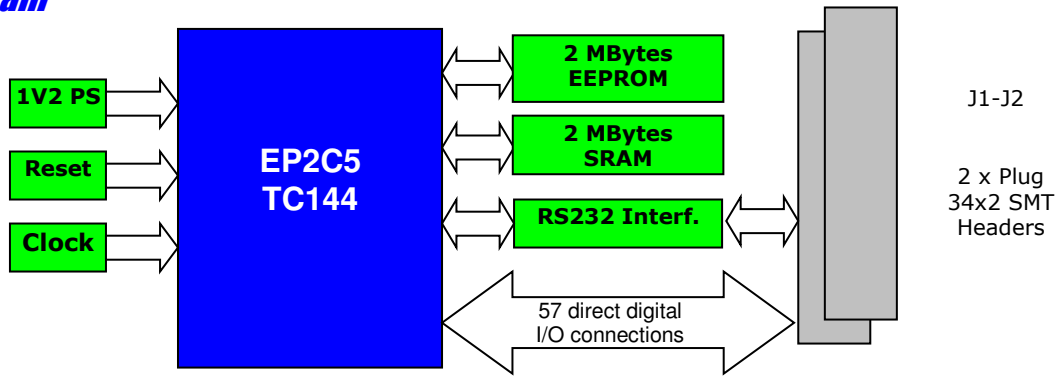 1V2 PS
Reset
Clock
EP2C5
TC144
2 MBytes
EEPROM
2 MBytes
SRAM
RS232 Interf.
57 direct digital
I/O connections
J1-J2
2 x Plug
34x2 SMT
Headers